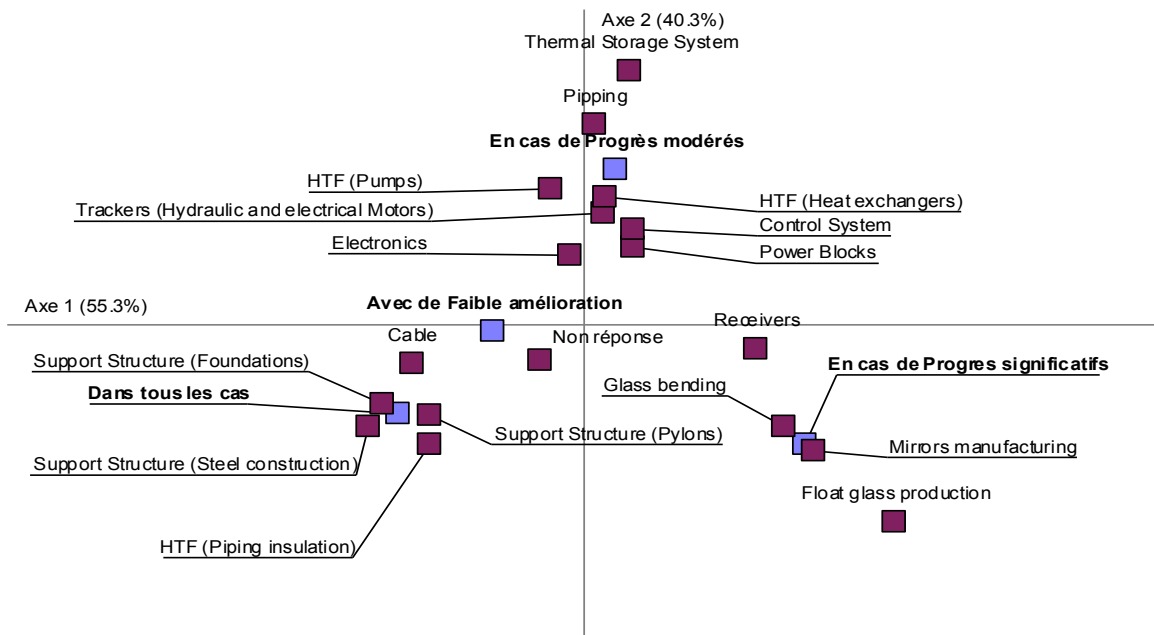 Axe 2 (40.3%)
Thermal Storage System
Pipping
En cas de Progrès modérés
HTF (Pumps)
HTF (Heat exchangers)
Trackers (Hydraulic and electrical Motors)
Control System
Electronics
Power Blocks
Axe 1 (55.3%)
Avec de Faible amélioration
Receivers
Cable
Non réponse
Support Structure (Foundations)
En cas de Progres significatifs
Dans tous les cas
Glass bending
Support Structure (Pylons)
Mirrors manufacturing
Support Structure (Steel construction)
Float glass production
HTF (Piping insulation)